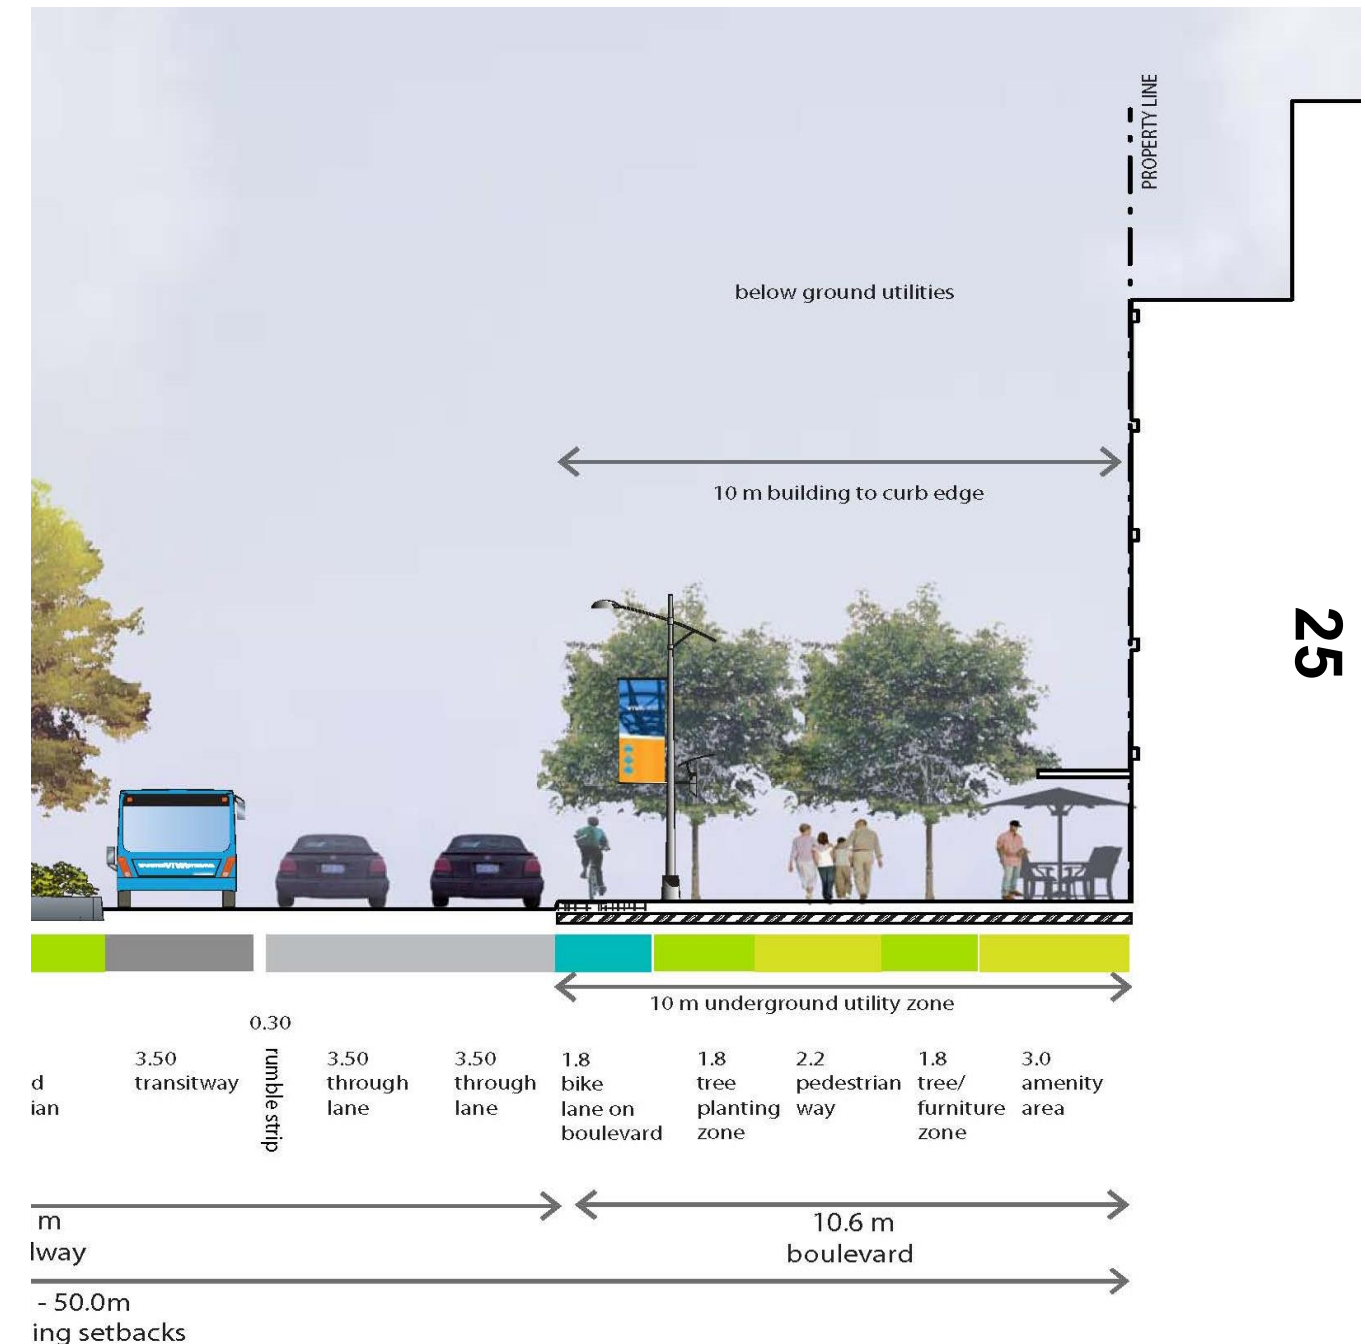 PROPERTY LINE
below ground utilities
10 m building to curb edge
25
10 m underground utility zone
0.30
rumble strip
d
ian
3.50
transitway
3.50
through
lane
3.50
through
lane
1.8
bike
lane on
boulevard
1.8
tree
planting
zone
2.2
pedestrian
way
1.8
tree/
furniture
zone
3.0
amenity
area
m
lway
10.6 m
boulevard
- 50.0m
ing setbacks